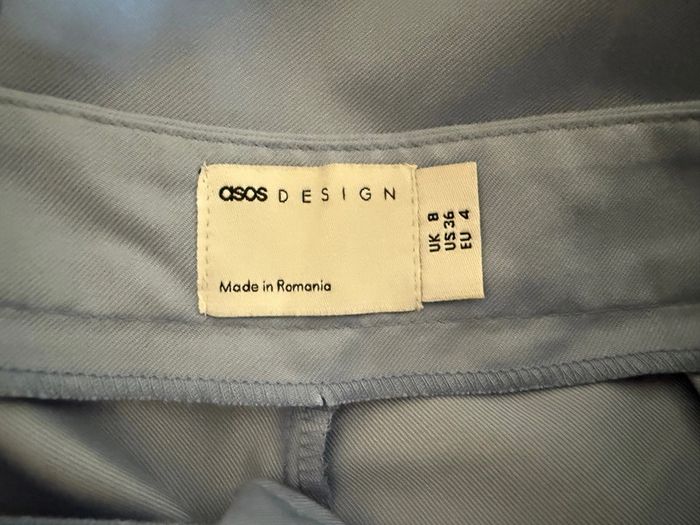 asos DESIGN
Made in Romania
UK 8
US 36
EU 4